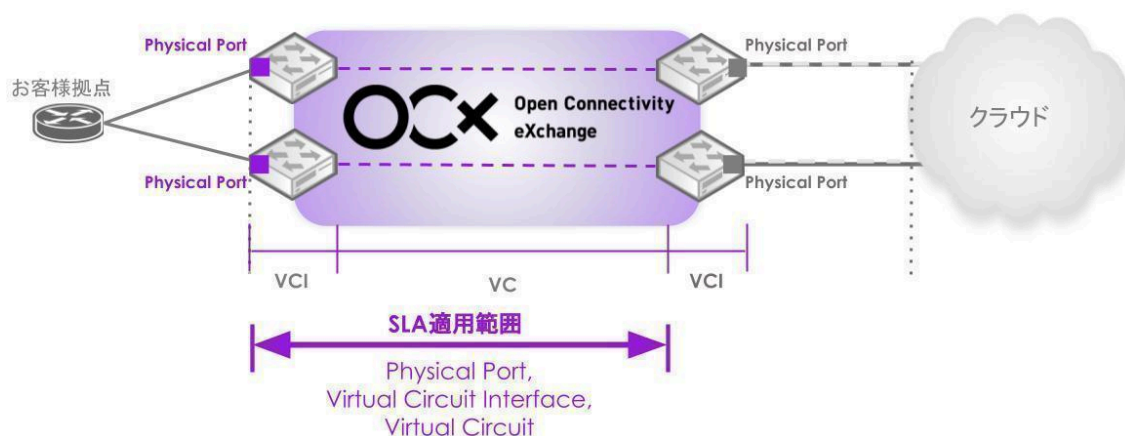 Physical Port
Physical Port
お客様拠点
OCX Open Connectivity
eXchange
クラウド
Physical Port
Physical Port
VCI
VC
VCI
SLA適用範囲
Physical Port,
Virtual Circuit Interface,
Virtual Circuit